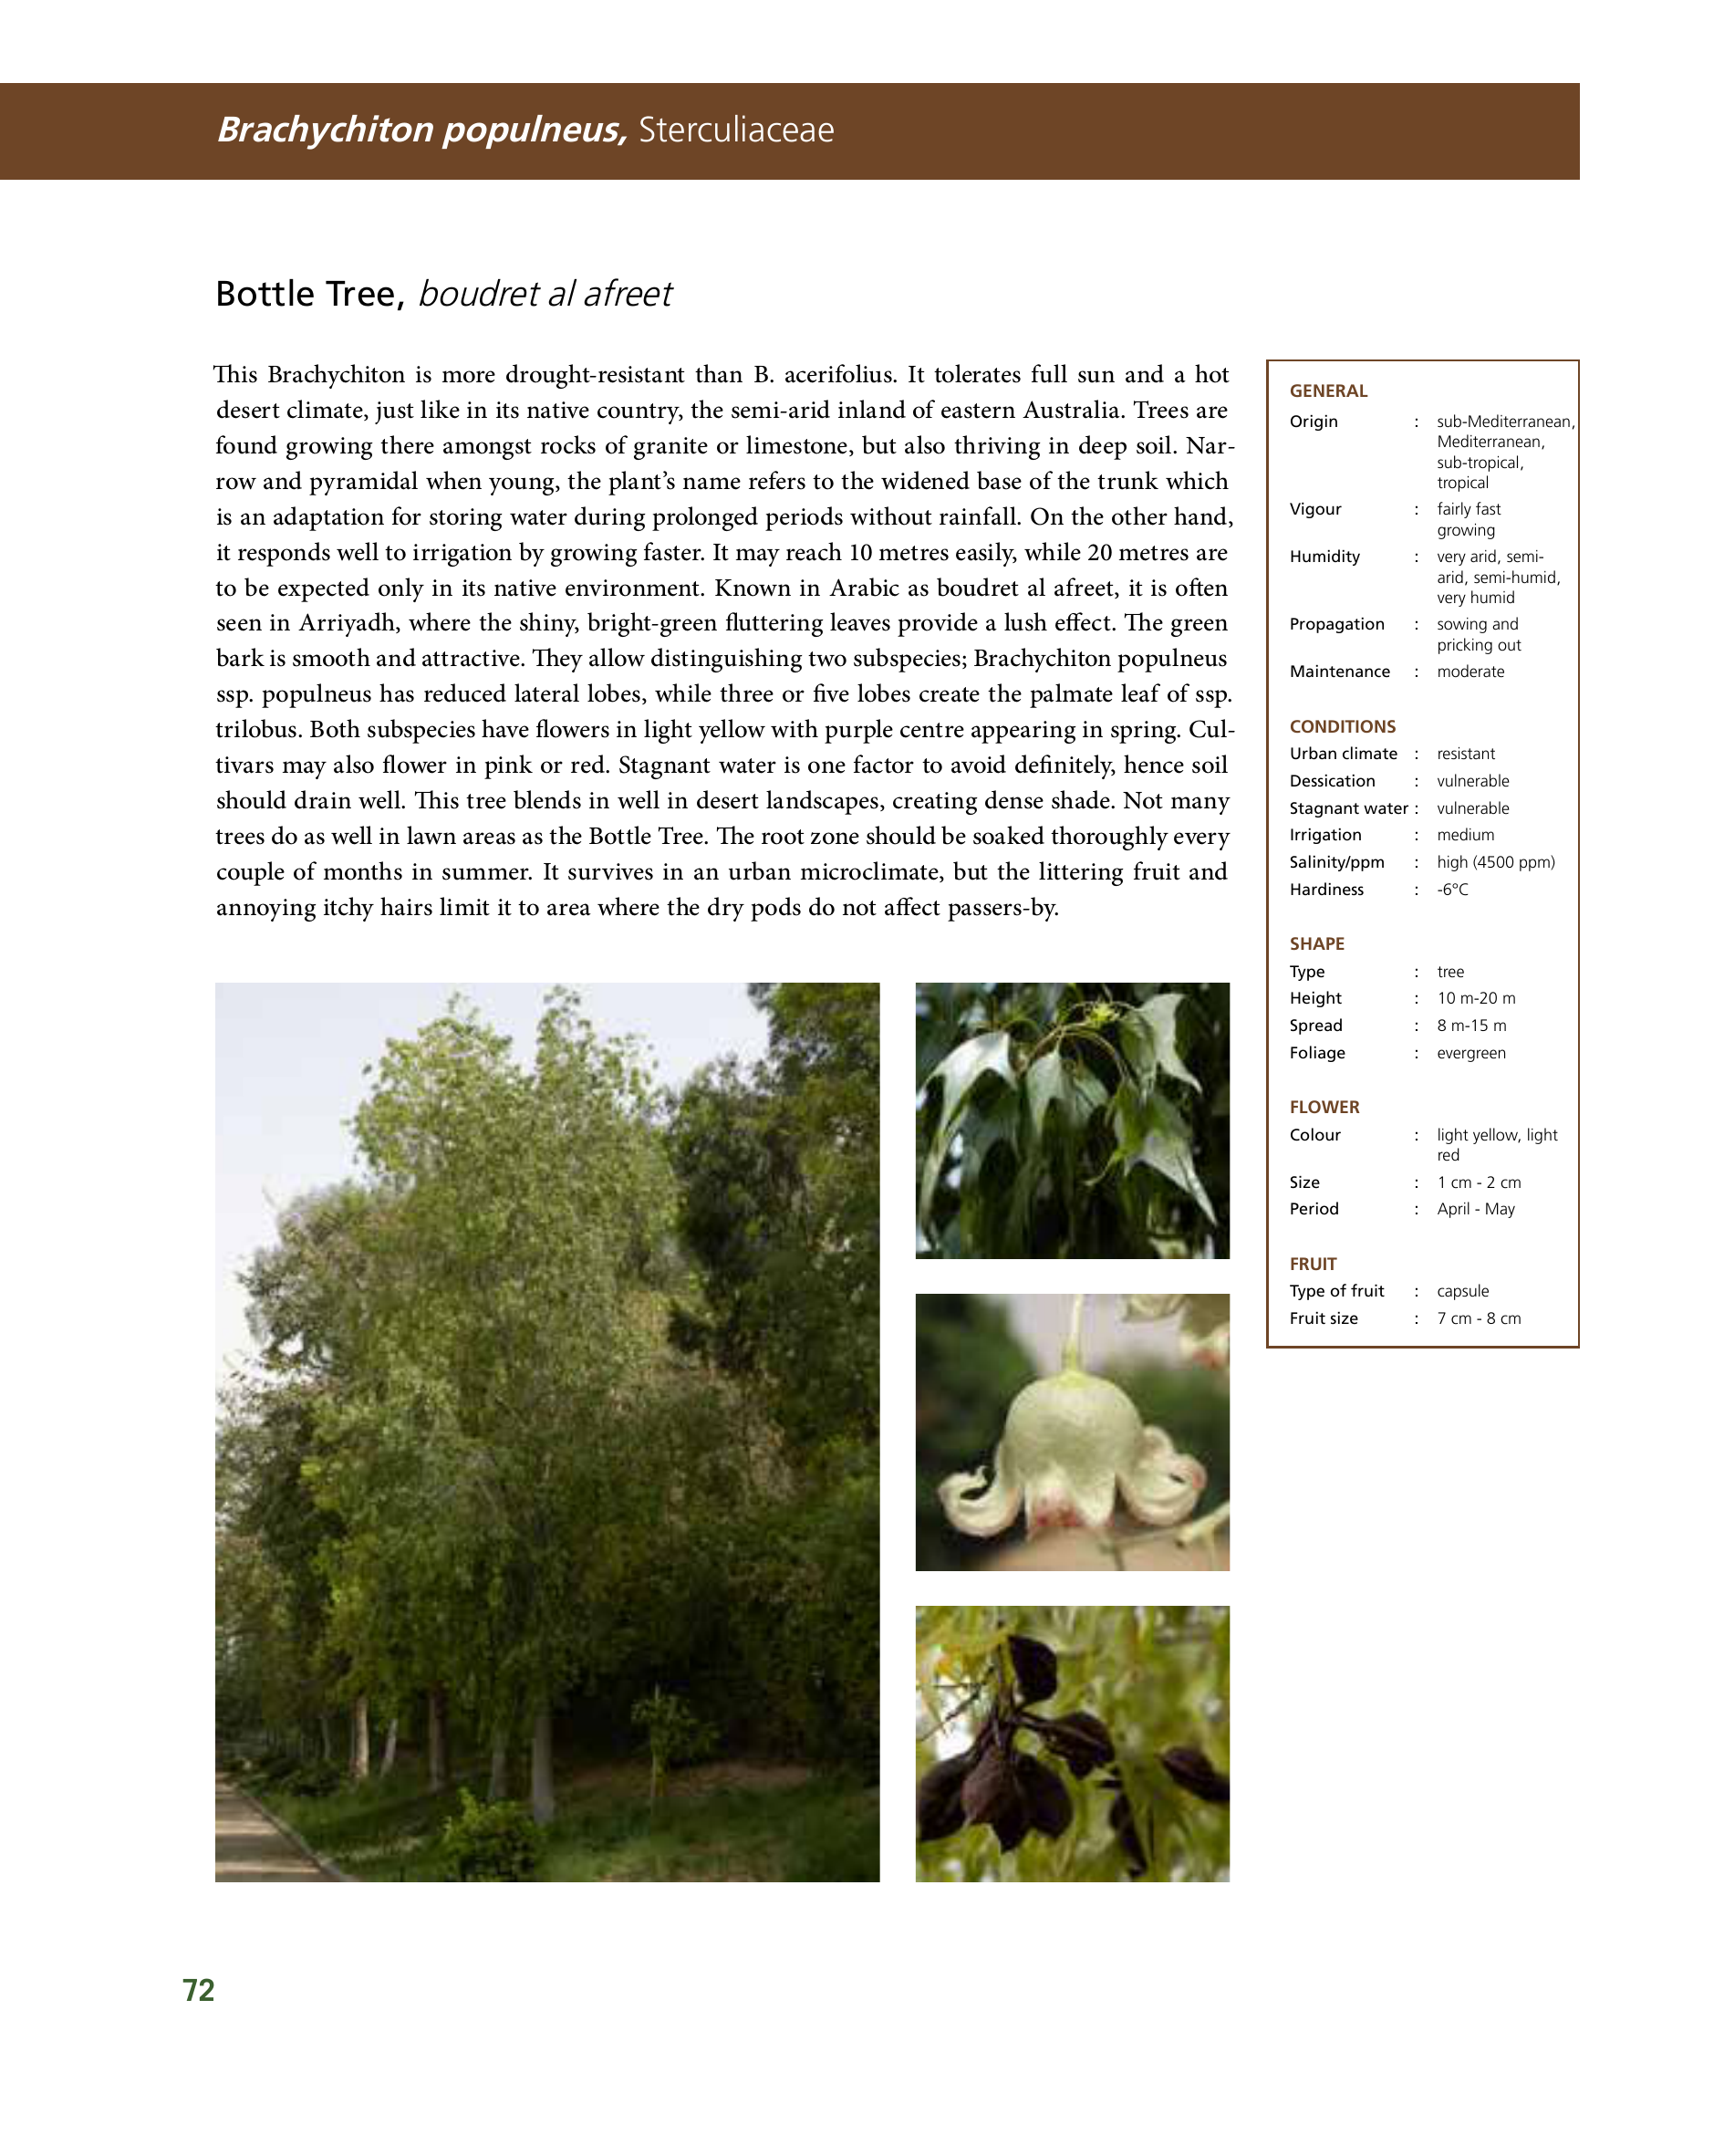 Brachychiton populneus, Sterculiaceae
Bottle Tree, boudret al afreet
This Brachychiton is more drought-resistant than B. acerifolius. It tolerates full sun and a hot
desert climate, just like in its native country, the semi-arid inland of eastern Australia. Trees are
found growing there amongst rocks of granite or limestone, but also thriving in deep soil. Nar-
row and pyramidal when young, the plant’s name refers to the widened base of the trunk which
is an adaptation for storing water during prolonged periods without rainfall. On the other hand,
it responds well to irrigation by growing faster. It may reach 10 metres easily, while 20 metres are
to be expected only in its native environment. Known in Arabic as boudret al afreet, it is often
seen in Arriyadh, where the shiny, bright-green fluttering leaves provide a lush effect. The green
bark is smooth and attractive. They allow distinguishing two subspecies; Brachychiton populneus
ssp. populneus has reduced lateral lobes, while three or five lobes create the palmate leaf of ssp.
trilobus. Both subspecies have flowers in light yellow with purple centre appearing in spring. Cul-
tivars may also flower in pink or red. Stagnant water is one factor to avoid definitely, hence soil
should drain well. This tree blends in well in desert landscapes, creating dense shade. Not many
trees do as well in lawn areas as the Bottle Tree. The root zone should be soaked thoroughly every
couple of months in summer. It survives in an urban microclimate, but the littering fruit and
annoying itchy hairs limit it to area where the dry pods do not affect passers-by.
GENERAL
Origin : sub-Mediterranean,
Mediterranean,
sub-tropical,
tropical
Vigour : fairly fast
growing
Humidity : very arid, semi-
arid, semi-humid,
very humid
Propagation : sowing and
pricking out
Maintenance : moderate
CONDITIONS
Urban climate : resistant
Dessication : vulnerable
Stagnant water : vulnerable
Irrigation : medium
Salinity/ppm : high (4500 ppm)
Hardiness : -6°C
SHAPE
Type : tree
Height : 10 m-20 m
Spread : 8 m-15 m
Foliage : evergreen
FLOWER
Colour : light yellow, light
red
Size : 1 cm - 2 cm
Period : April - May
FRUIT
Type of fruit : capsule
Fruit size : 7 cm - 8 cm
72